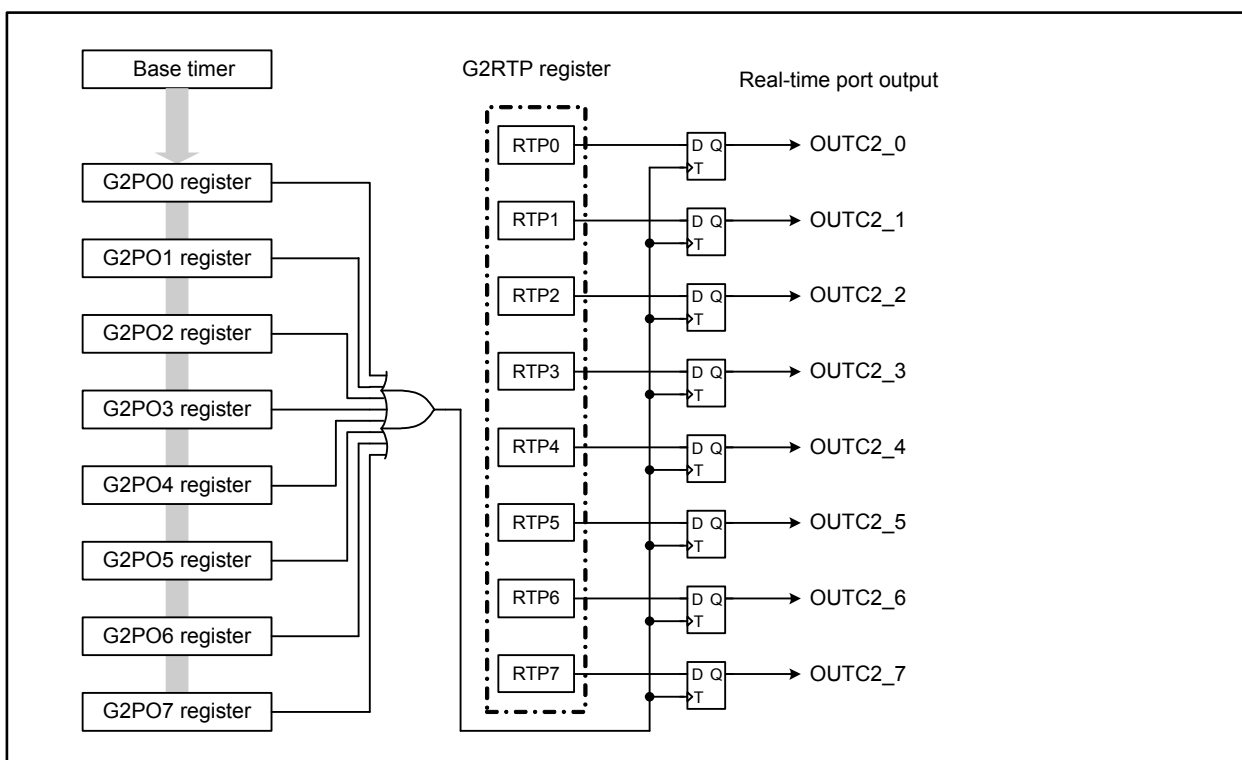 Base timer
G2RTP register
Real-time port output
G2PO0 register
G2PO1 register
G2PO2 register
G2PO3 register
G2PO4 register
G2PO5 register
G2PO6 register
G2PO7 register
RTP0
RTP1
RTP2
RTP3
RTP4
RTP5
RTP6
RTP7
D Q
T
OUTC2_0
D Q
T
OUTC2_1
D Q
T
OUTC2_2
D Q
T
OUTC2_3
D Q
T
OUTC2_4
D Q
T
OUTC2_5
D Q
T
OUTC2_6
D Q
T
OUTC2_7